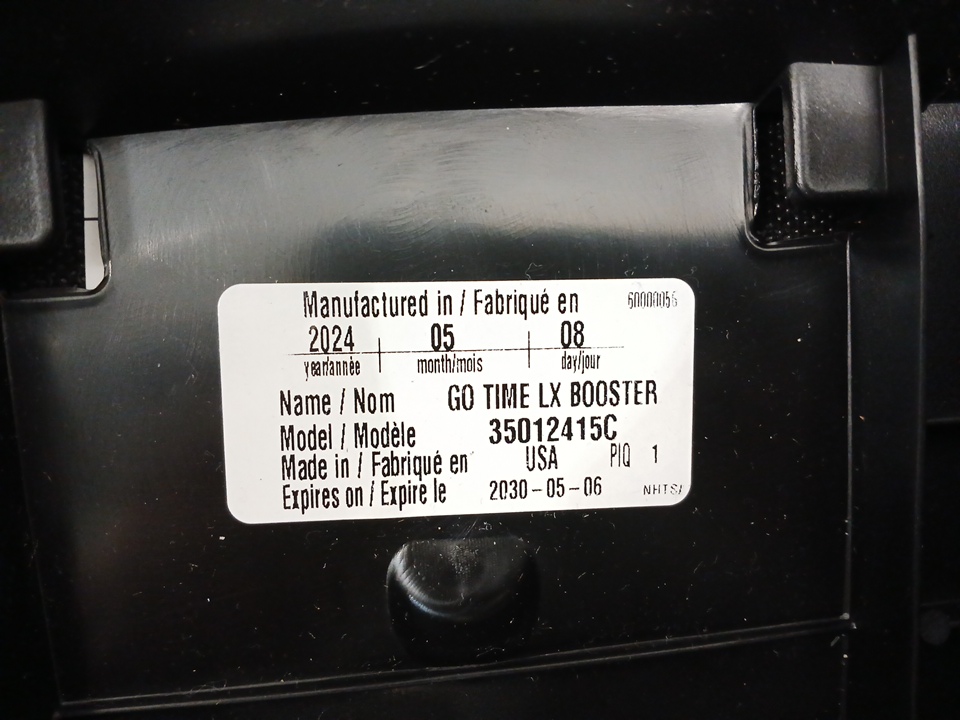 Manufactured in / Fabriqué en 60000056
2024 05 08
year/année month/mois day/jour
Name / Nom GO TIME LX BOOSTER
Model / Modèle 35012415C
Made in / Fabriqué en USA PIQ 1
Expires on / Expire le 2030-05-06
NHTSA